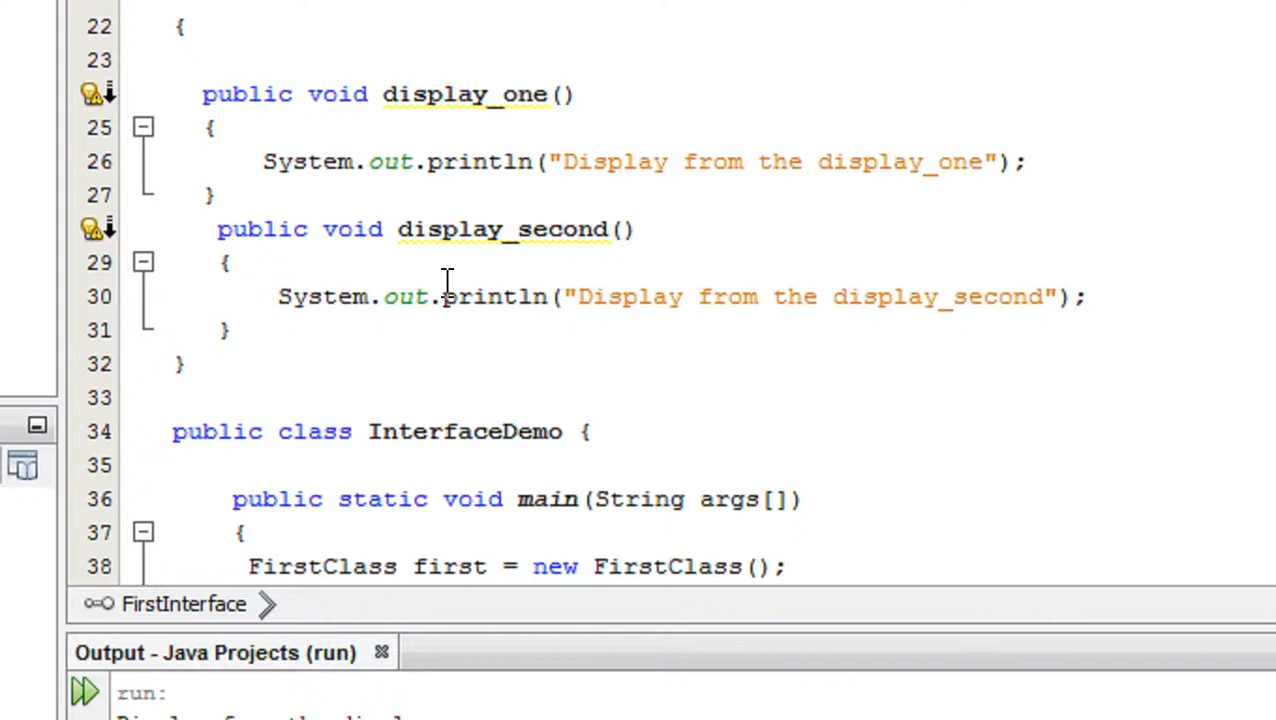 22 {
23
public void display_one()
25 {
26 System.out.println("Display from the display_one");
27 }
public void display_second()
29 {
30 System.out.println("Display from the display_second");
31 }
32 }
33
34 public class InterfaceDemo {
35
36 public static void main(String args[])
37 {
38 FirstClass first = new FirstClass();
FirstInterface
Output - Java Projects (run)
run: